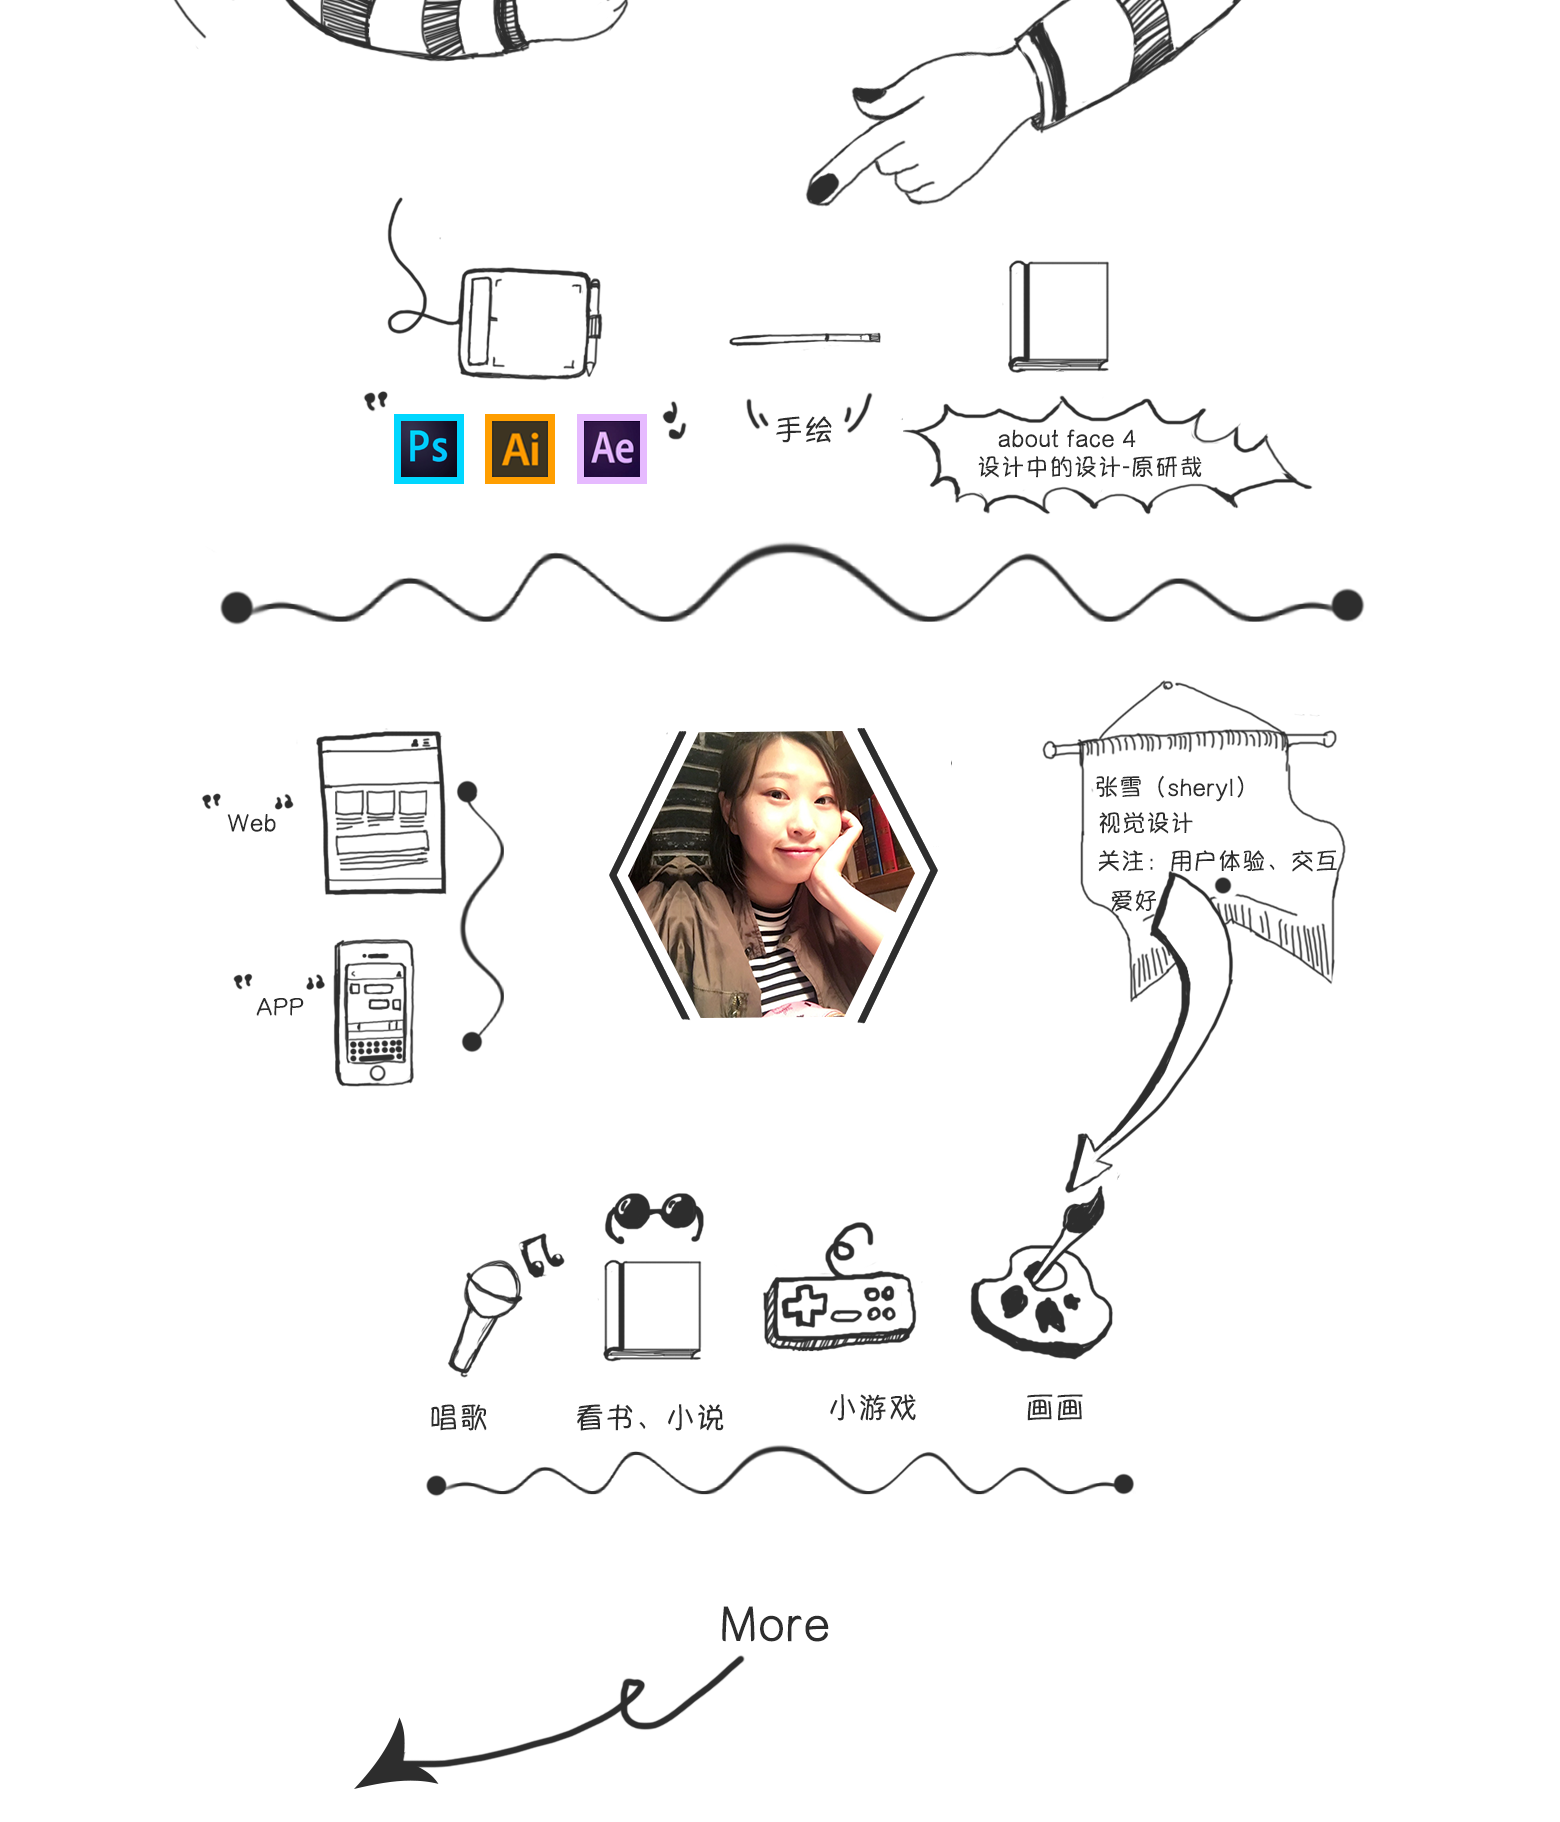 Ps
Ai
Ae
手绘
about face 4
设计中的设计-原研哉
Web
APP
张雪（sheryl）
视觉设计
关注：用户体验、交互
爱好
唱歌
看书、小说
小游戏
画画
More